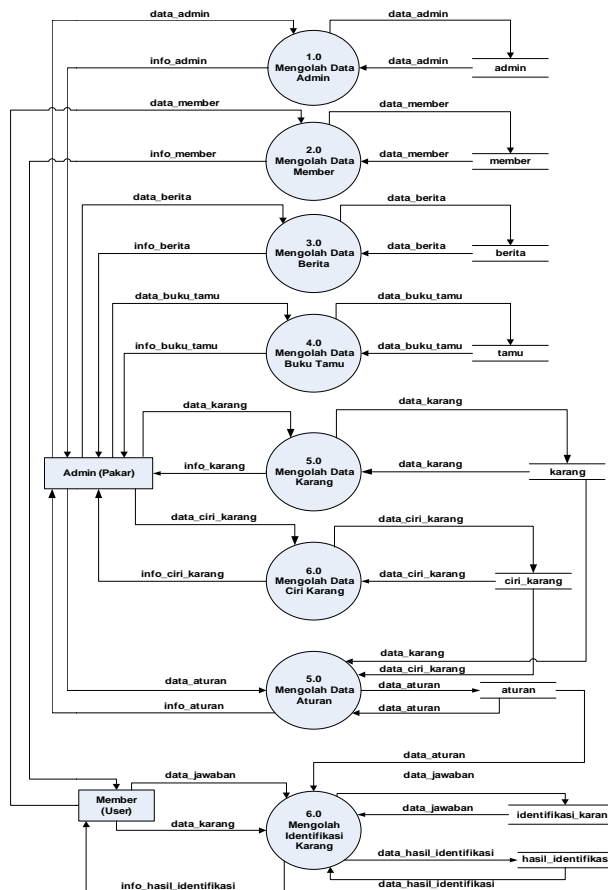 data_admin
data_admin
1.0
Mengolah Data
Admin
info_admin
data_admin
admin
data_member
data_member
2.0
Mengolah Data
Member
info_member
data_member
member
data_berita
data_berita
3.0
Mengolah Data
Berita
info_berita
data_berita
berita
data_buku_tamu
data_buku_tamu
4.0
Mengolah Data
Buku Tamu
info_buku_tamu
data_buku_tamu
tamu
data_karang
data_karang
5.0
Mengolah Data
Karang
Admin (Pakar)
info_karang
data_karang
karang
data_ciri_karang
data_ciri_karang
6.0
Mengolah Data
Ciri Karang
info_ciri_karang
data_ciri_karang
ciri_karang
data_karang
data_ciri_karang
5.0
Mengolah Data
Aturan
data_aturan
data_aturan
aturan
info_aturan
data_aturan
data_aturan
data_jawaban
data_jawaban
Member
(User)
6.0
Mengolah
Identifikasi
Karang
data_jawaban
identifikasi_karan
data_karang
data_hasil_identifikasi
hasil_identifikas
info_hasil_identifikasi
data_hasil_identifikasi